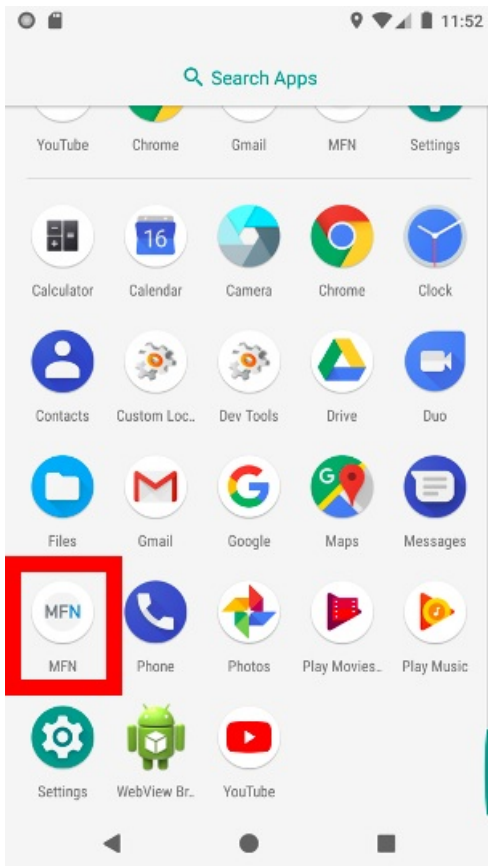 11:52
Search Apps
YouTube Chrome Gmail MFN Settings
16
Calculator Calendar Camera Chrome Clock
Contacts Custom Loc… Dev Tools Drive Duo
G G
Files Gmail Google Maps Messages
MFN
MFN Phone Photos Play Movies… Play Music
Settings WebView Br… YouTube